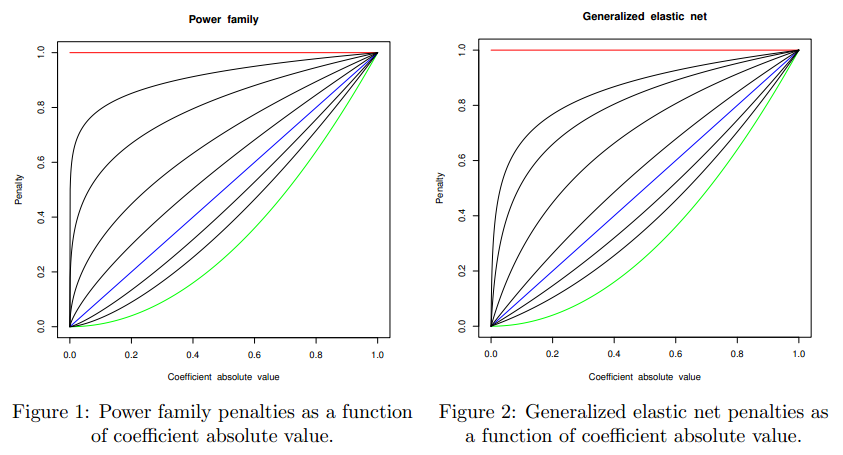 Power family
1.0
0.8
0.6
0.4
0.2
0.0
Penalty
0.0 0.2 0.4 0.6 0.8 1.0
Coefficient absolute value
Figure 1: Power family penalties as a function
of coefficient absolute value.
Generalized elastic net
1.0
0.8
0.6
0.4
0.2
0.0
Penalty
0.0 0.2 0.4 0.6 0.8 1.0
Coefficient absolute value
Figure 2: Generalized elastic net penalties as
a function of coefficient absolute value.